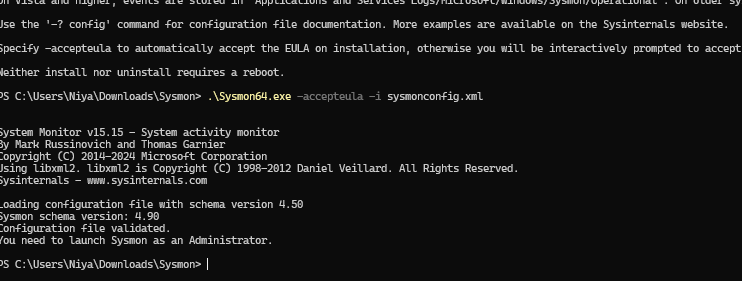 on Vista and higher, events are stored in "Applications and Services Logs/Microsoft/Windows/Sysmon/Operational". On older sy
Use the '-? config' command for configuration file documentation. More examples are available on the Sysinternals website.
Specify -accepteula to automatically accept the EULA on installation, otherwise you will be interactively prompted to accept
Neither install nor uninstall requires a reboot.
PS C:\Users\Niya\Downloads\Sysmon> .\Sysmon64.exe -accepteula -i sysmonconfig.xml
System Monitor v15.15 - System activity monitor
By Mark Russinovich and Thomas Garnier
Copyright (C) 2014-2024 Microsoft Corporation
Using libxml2. libxml2 is Copyright (C) 1998-2012 Daniel Veillard. All Rights Reserved.
Sysinternals - www.sysinternals.com
Loading configuration file with schema version 4.50
Sysmon schema version: 4.90
Configuration file validated.
You need to launch Sysmon as an Administrator.
PS C:\Users\Niya\Downloads\Sysmon>